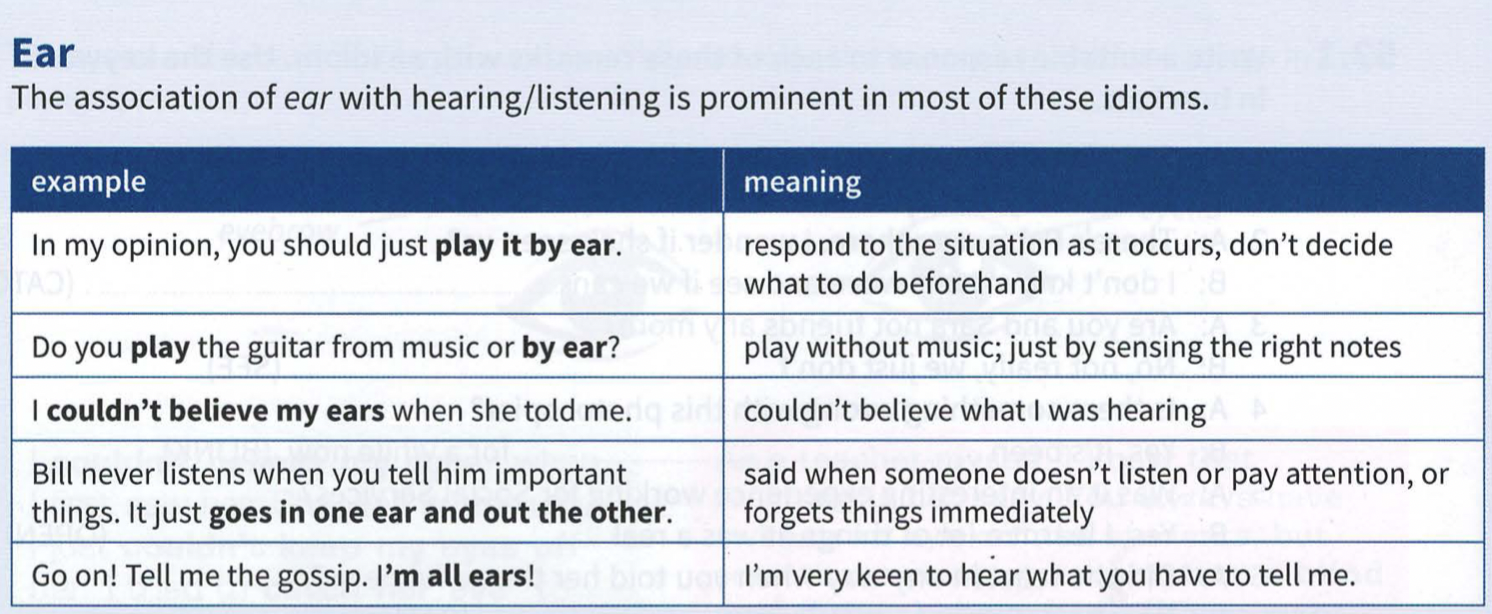 Ear
The association of ear with hearing/listening is prominent in most of these idioms.
example
meaning
In my opinion, you should just play it by ear.
respond to the situation as it occurs, don't decide
what to do beforehand
Do you play the guitar from music or by ear?
play without music; just by sensing the right notes
I couldn't believe my ears when she told me.
couldn't believe what I was hearing
Bill never listens when you tell him important
things. It just goes in one ear and out the other.
said when someone doesn't listen or pay attention, or
forgets things immediately
Go on! Tell me the gossip. I'm all ears!
I'm very keen to hear what you have to tell me.